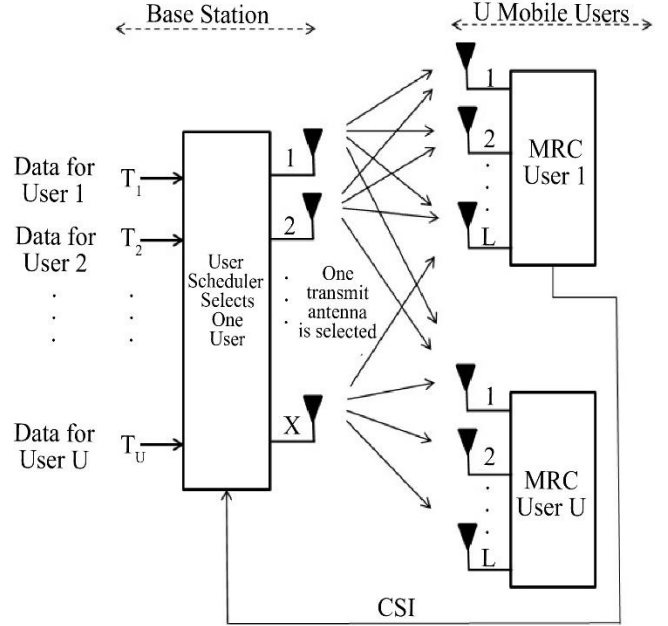 Base Station
U Mobile Users
Data for
User 1
T1
Data for
User 2
T2
. . .
. . .
Data for
User U
TU
User
Scheduler
Selects
One
User
1
2
. . . .
X
One
transmit
antenna
is selected
1
2
. . . .
L
MRC
User 1
1
2
. . . .
L
MRC
User U
CSI